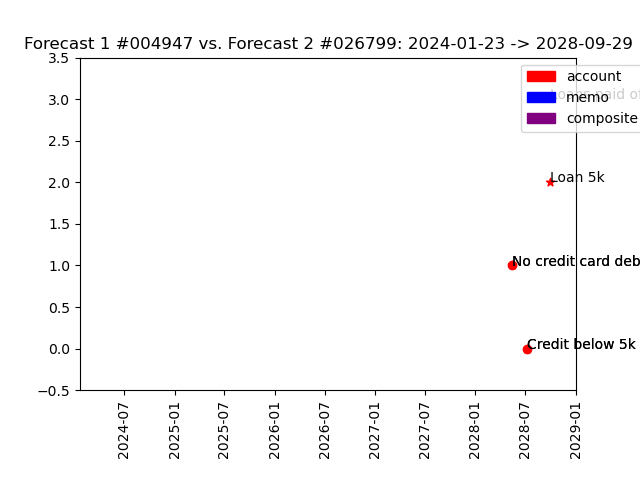 Forecast 1 #004947 vs. Forecast 2 #026799: 2024-01-23 -> 2028-09-29
3.5
3.0
2.5
2.0
1.5
1.0
0.5
0.0
−0.5
account
memo
composite
Loans paid of
Loan 5k
No credit card deb
Credit below 5k
2024-07
2025-01
2025-07
2026-01
2026-07
2027-01
2027-07
2028-01
2028-07
2029-01